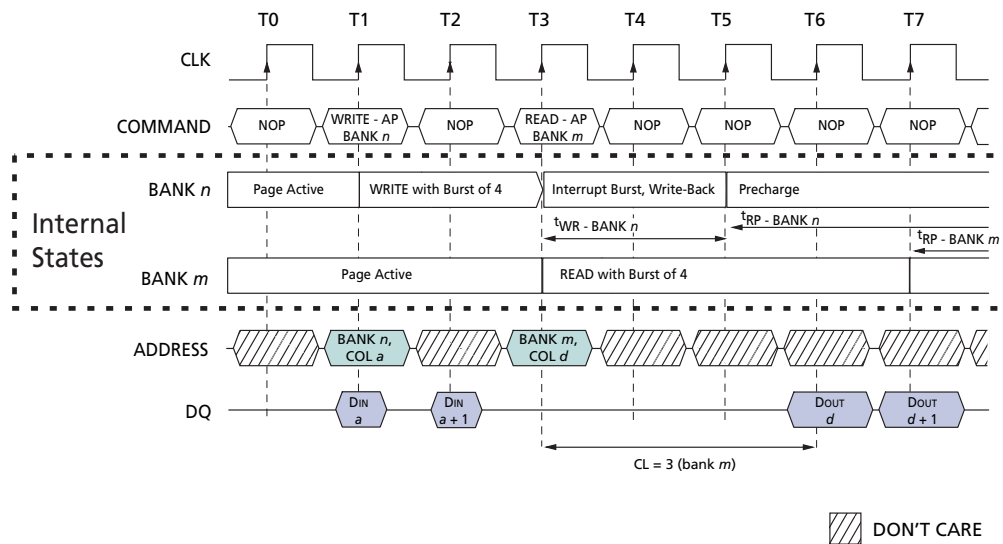 T0 T1 T2 T3 T4 T5 T6 T7
CLK
COMMAND NOP WRITE - AP BANK n NOP READ - AP BANK m NOP NOP NOP NOP
Internal States
BANK n Page Active WRITE with Burst of 4 Interrupt Burst, Write-Back Precharge
tWR - BANK n tRP - BANK n
tRP - BANK m
BANK m Page Active READ with Burst of 4
ADDRESS BANK n, COL a BANK m, COL d
DQ DIN a DIN a + 1 DOUT d DOUT d + 1
CL = 3 (bank m)
DON'T CARE